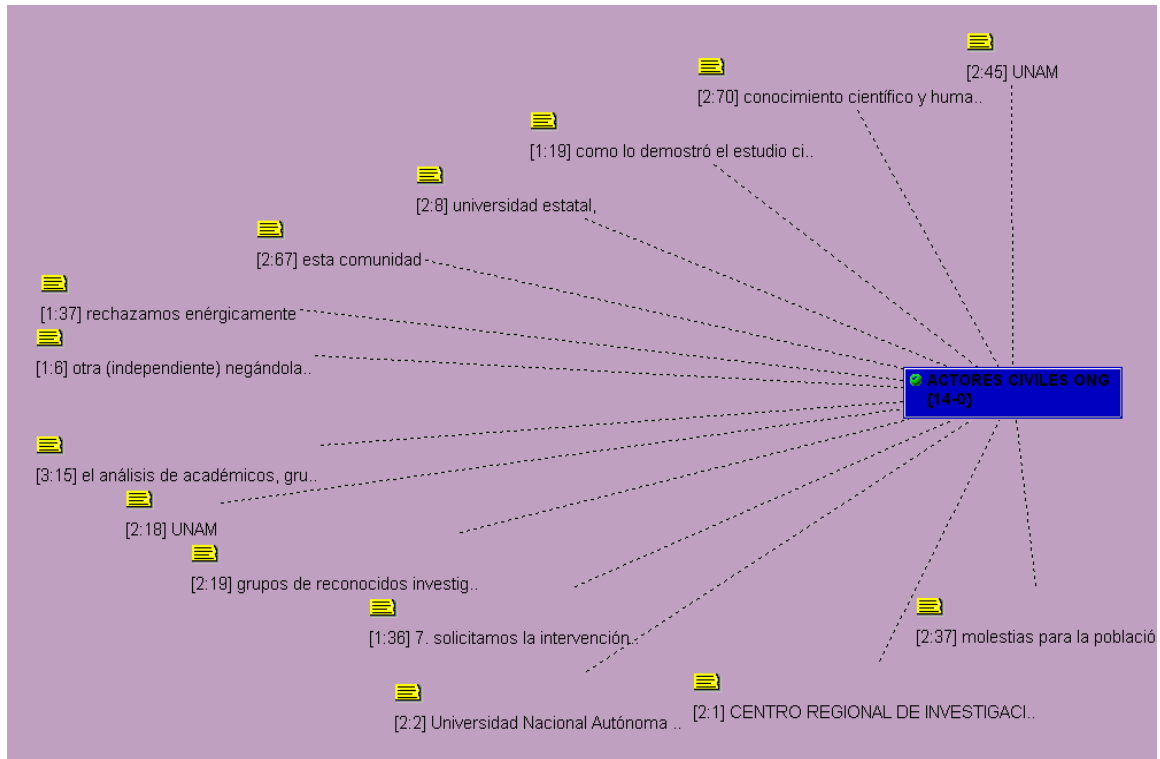 [2:45] UNAM
[2:70] conocimiento científico y huma..
[1:19] como lo demostró el estudio ci..
[2:8] universidad estatal,
[2:67] esta comunidad
[1:37] rechazamos enérgicamente
[1:6] otra (independiente) negándola..
ACTORES CIVILES ONG
{14-0}
[3:15] el análisis de académicos, gru..
[2:18] UNAM
[2:19] grupos de reconocidos investig..
[1:36] 7. solicitamos la intervención..
[2:37] molestias para la població
[2:1] CENTRO REGIONAL DE INVESTIGACI..
[2:2] Universidad Nacional Autónoma ..